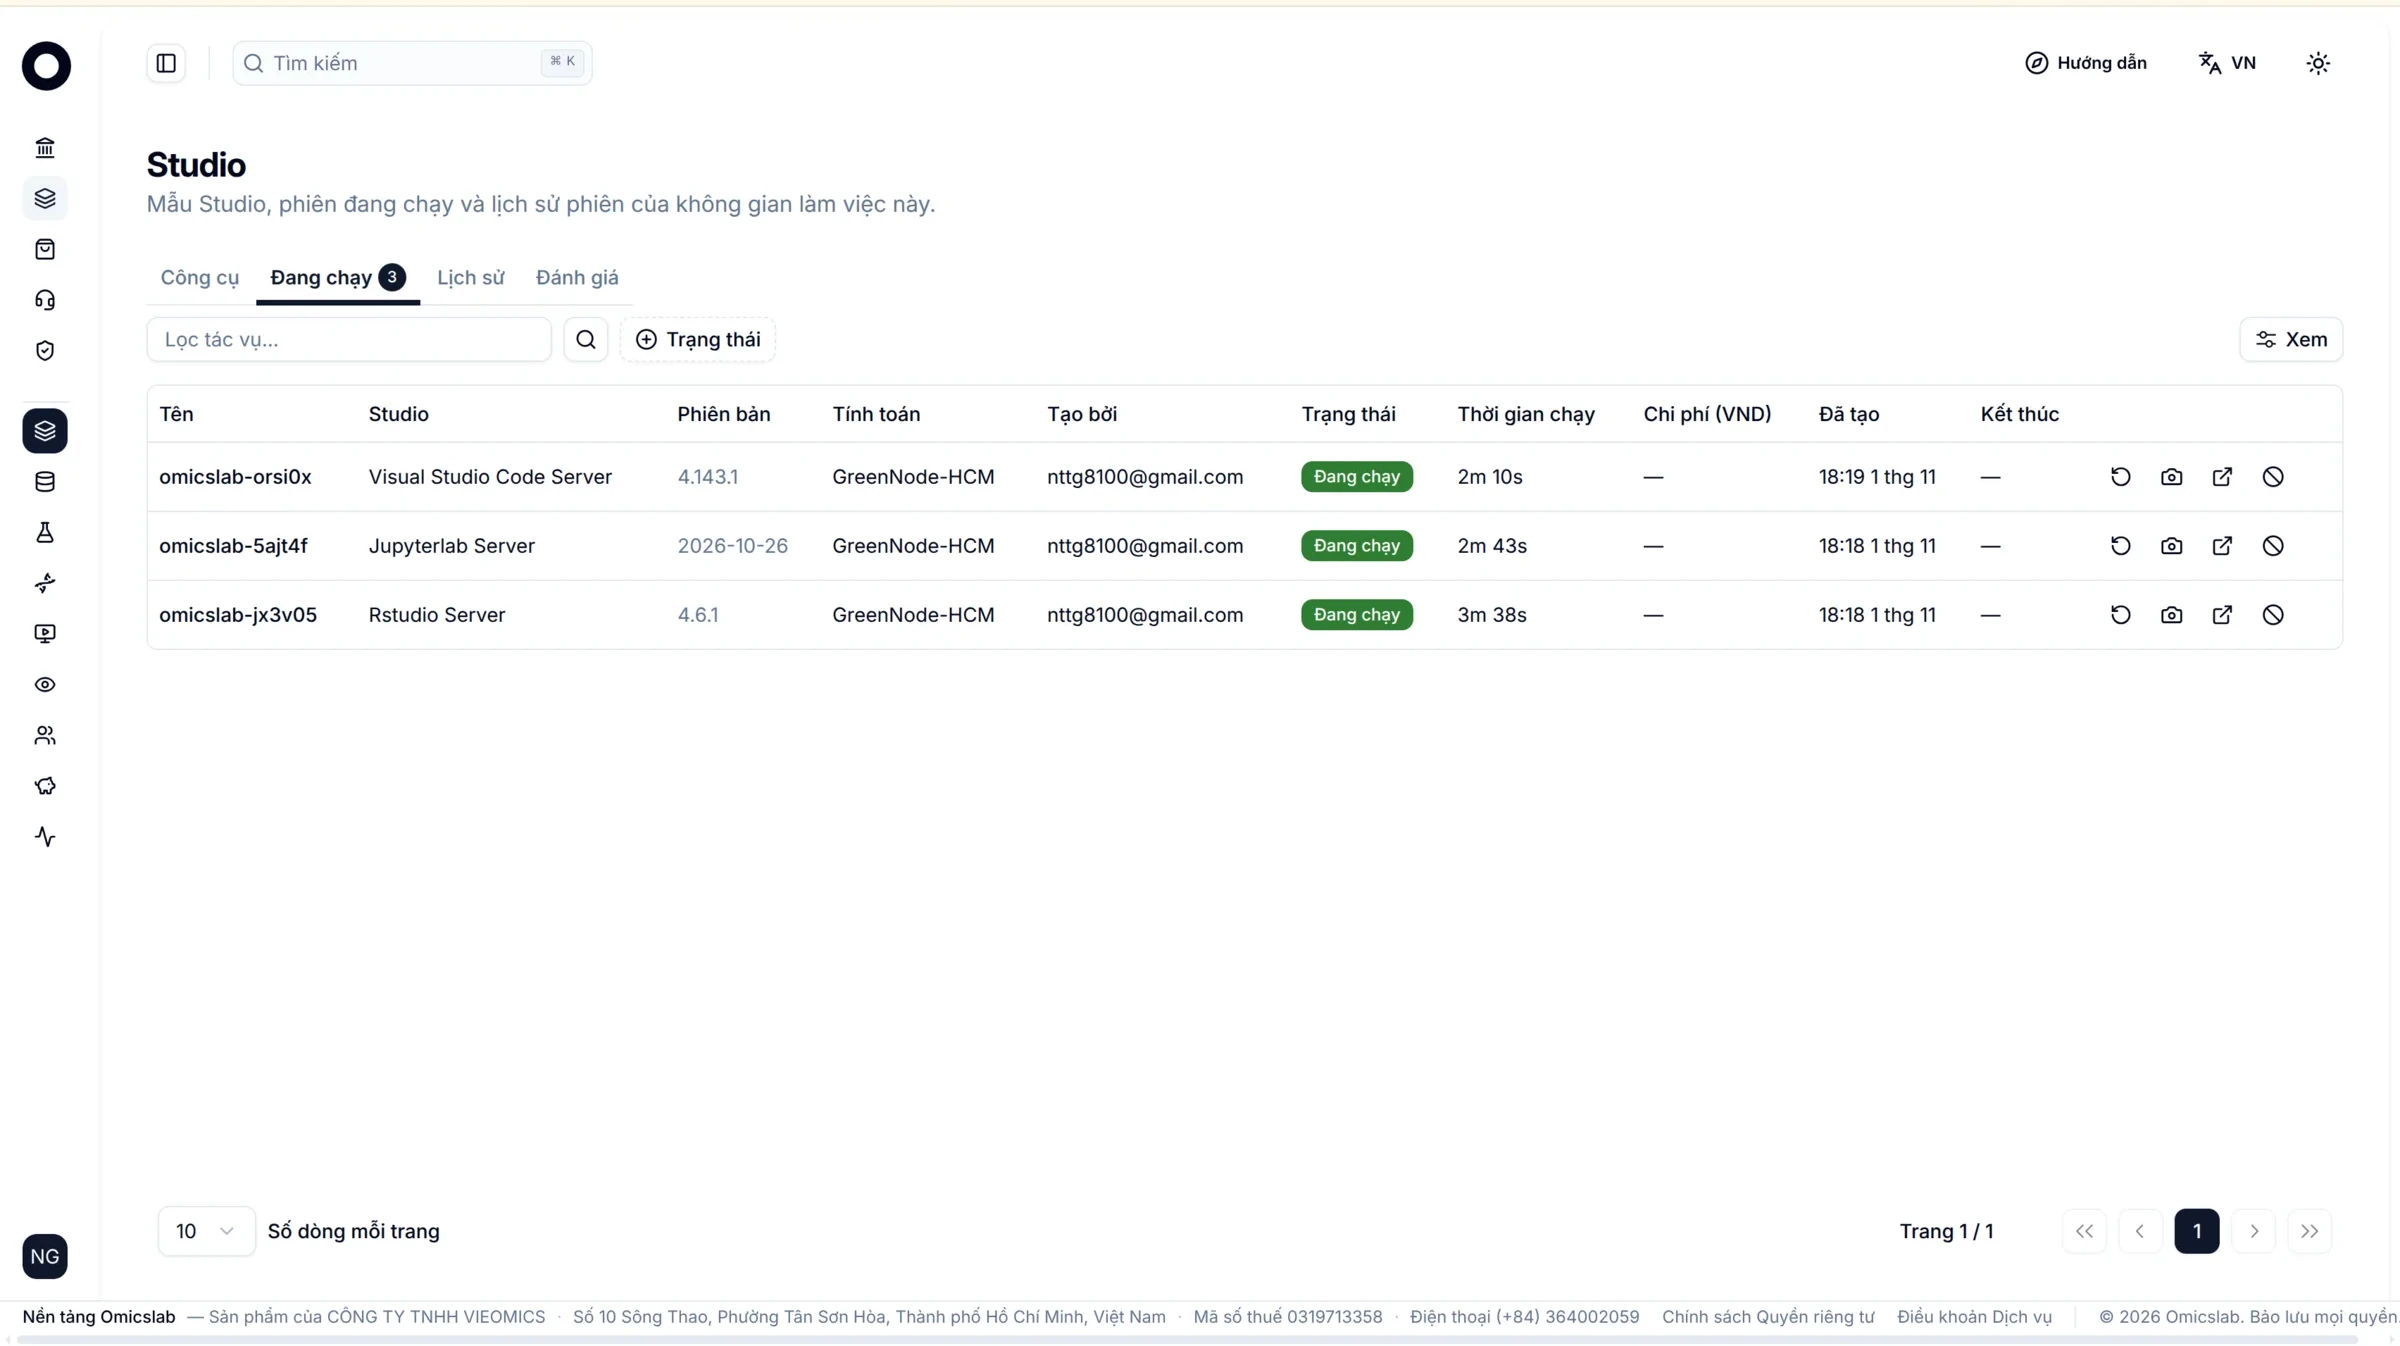 Tìm kiếm ⌘ K Hướng dẫn VN
Studio
Mẫu Studio, phiên đang chạy và lịch sử phiên của không gian làm việc này.
Công cụ Đang chạy 3 Lịch sử Đánh giá
Lọc tác vụ... Trạng thái Xem
Tên Studio Phiên bản Tính toán Tạo bởi Trạng thái Thời gian chạy Chi phí (VND) Đã tạo Kết thúc
omicslab-orsi0x Visual Studio Code Server 4.143.1 GreenNode-HCM nttg8100@gmail.com Đang chạy 2m 10s — 18:19 1 thg 11 —
omicslab-5ajt4f Jupyterlab Server 2026-10-26 GreenNode-HCM nttg8100@gmail.com Đang chạy 2m 43s — 18:18 1 thg 11 —
omicslab-jx3v05 Rstudio Server 4.6.1 GreenNode-HCM nttg8100@gmail.com Đang chạy 3m 38s — 18:18 1 thg 11 —
10 Số dòng mỗi trang Trang 1 / 1 1
NG
Nền tảng Omicslab — Sản phẩm của CÔNG TY TNHH VIEOMICS · Số 10 Sông Thao, Phường Tân Sơn Hòa, Thành phố Hồ Chí Minh, Việt Nam · Mã số thuế 0319713358 · Điện thoại (+84) 364002059 Chính sách Quyền riêng tư Điều khoản Dịch vụ © 2026 Omicslab. Bảo lưu mọi quyền.